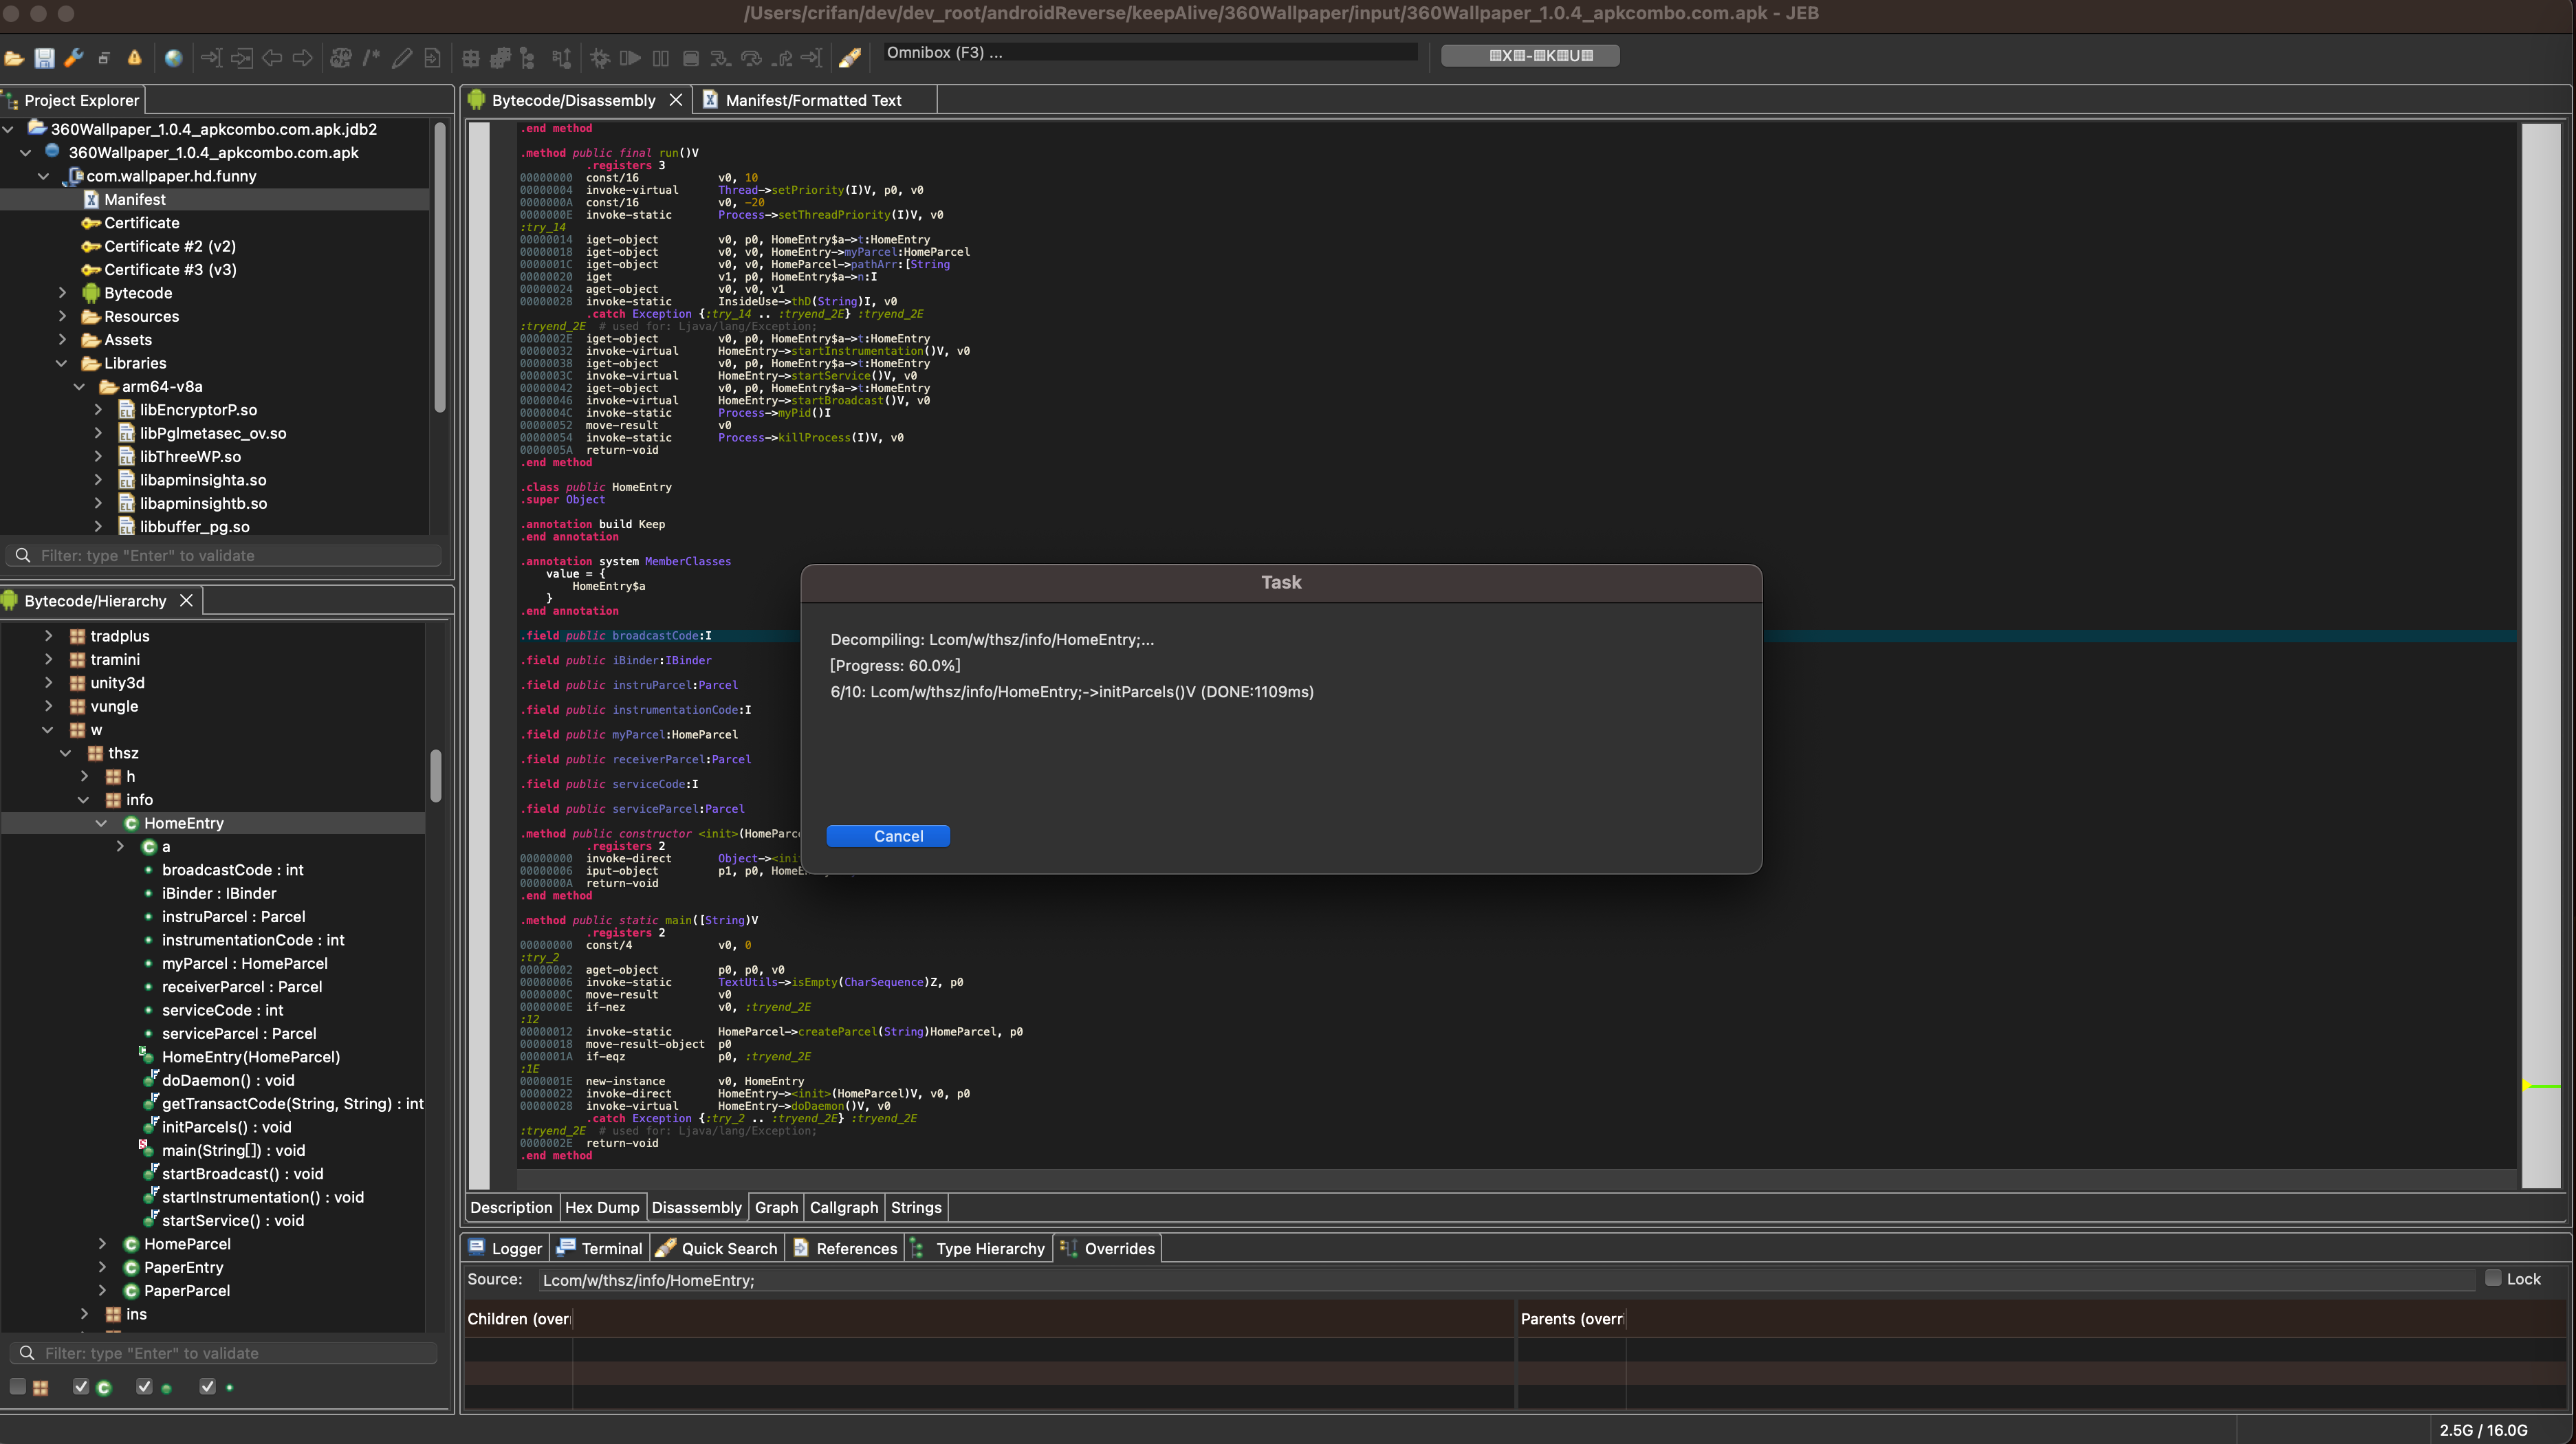 /Users/crifan/dev/dev_root/androidReverse/keepAlive/360Wallpaper/input/360Wallpaper_1.0.4_apkcombo.com.apk - JEB
Omnibox (F3) ...
Project Explorer
360Wallpaper_1.0.4_apkcombo.com.apk.jdb2
360Wallpaper_1.0.4_apkcombo.com.apk
com.wallpaper.hd.funny
Manifest
Certificate
Certificate #2 (v2)
Certificate #3 (v3)
Bytecode
Resources
Assets
Libraries
arm64-v8a
libEncryptorP.so
libPglmetasec_ov.so
libThreeWP.so
libapminsighta.so
libapminsightb.so
libbuffer_pg.so
Filter: type "Enter" to validate
Bytecode/Hierarchy
tradplus
tramini
unity3d
vungle
w
thsz
h
info
HomeEntry
a
broadcastCode : int
iBinder : IBinder
instruParcel : Parcel
instrumentationCode : int
myParcel : HomeParcel
receiverParcel : Parcel
serviceCode : int
serviceParcel : Parcel
HomeEntry(HomeParcel)
doDaemon() : void
getTransactCode(String, String) : int
initParcels() : void
main(String[]) : void
startBroadcast() : void
startInstrumentation() : void
startService() : void
HomeParcel
PaperEntry
PaperParcel
ins
Filter: type "Enter" to validate
Bytecode/Disassembly
Manifest/Formatted Text
.end method
.method public final run()V
.registers 3
00000000 const/16 v0, 10
00000004 invoke-virtual Thread->setPriority(I)V, p0, v0
0000000A const/16 v0, -20
0000000E invoke-static Process->setThreadPriority(I)V, v0
:try_14
00000014 iget-object v0, p0, HomeEntry$a->t:HomeEntry
00000018 iget-object v0, v0, HomeEntry->myParcel:HomeParcel
0000001C iget-object v0, v0, HomeParcel->pathArr:[String
00000020 iget v1, p0, HomeEntry$a->n:I
00000024 aget-object v0, v0, v1
00000028 invoke-static InsideUse->thD(String)I, v0
.catch Exception {:try_14 .. :tryend_2E} :tryend_2E
:tryend_2E # used for: Ljava/lang/Exception;
0000002E iget-object v0, p0, HomeEntry$a->t:HomeEntry
00000032 invoke-virtual HomeEntry->startInstrumentation()V, v0
00000038 iget-object v0, p0, HomeEntry$a->t:HomeEntry
0000003C invoke-virtual HomeEntry->startService()V, v0
00000042 iget-object v0, p0, HomeEntry$a->t:HomeEntry
00000046 invoke-virtual HomeEntry->startBroadcast()V, v0
0000004C invoke-static Process->myPid()I
00000052 move-result v0
00000054 invoke-static Process->killProcess(I)V, v0
0000005A return-void
.end method
.class public HomeEntry
.super Object
.annotation build Keep
.end annotation
.annotation system MemberClasses
value = {
HomeEntry$a
}
.end annotation
.field public broadcastCode:I
.field public iBinder:IBinder
.field public instruParcel:Parcel
.field public instrumentationCode:I
.field public myParcel:HomeParcel
.field public receiverParcel:Parcel
.field public serviceCode:I
.field public serviceParcel:Parcel
.method public constructor <init>(HomeParc
.registers 2
00000000 invoke-direct Object-><ini
00000006 iput-object p1, p0, HomeE
0000000A return-void
.end method
.method public static main([String)V
.registers 2
00000000 const/4 v0, 0
:try_2
00000002 aget-object p0, p0, v0
00000006 invoke-static TextUtils->isEmpty(CharSequence)Z, p0
0000000C move-result v0
0000000E if-nez v0, :tryend_2E
:12
00000012 invoke-static HomeParcel->createParcel(String)HomeParcel, p0
00000018 move-result-object p0
0000001A if-eqz p0, :tryend_2E
:1E
0000001E new-instance v0, HomeEntry
00000022 invoke-direct HomeEntry-><init>(HomeParcel)V, v0, p0
00000028 invoke-virtual HomeEntry->doDaemon()V, v0
.catch Exception {:try_2 .. :tryend_2E} :tryend_2E
:tryend_2E # used for: Ljava/lang/Exception;
0000002E return-void
.end method
Task
Decompiling: Lcom/w/thsz/info/HomeEntry;...
[Progress: 60.0%]
6/10: Lcom/w/thsz/info/HomeEntry;->initParcels()V (DONE:1109ms)
Cancel
Description Hex Dump Disassembly Graph Callgraph Strings
Logger Terminal Quick Search References Type Hierarchy Overrides
Source: Lcom/w/thsz/info/HomeEntry; Lock
Children (overr Parents (overri
2.5G / 16.0G